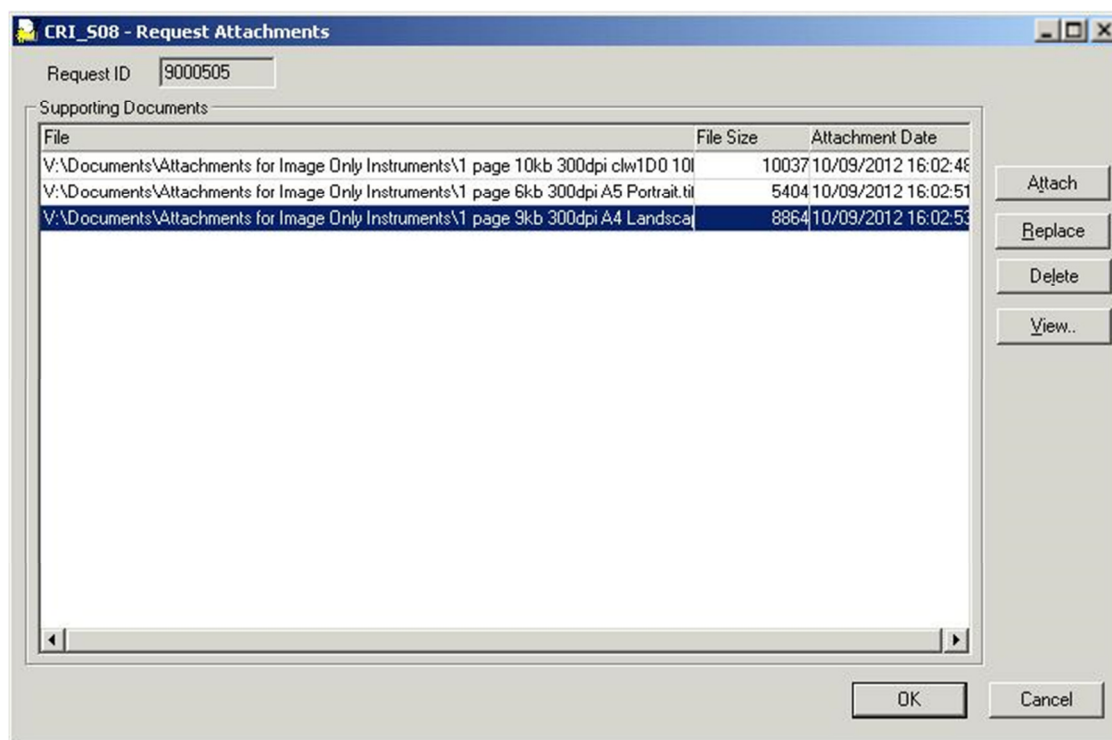 CRI_S08 - Request Attachments
Request ID 9000505
Supporting Documents
File File Size Attachment Date
V:\Documents\Attachments for Image Only Instruments\1 page 10kb 300dpi clw1D0 10 10037 10/09/2012 16:02:48
V:\Documents\Attachments for Image Only Instruments\1 page 6kb 300dpi A5 Portrait.ti 5404 10/09/2012 16:02:51
V:\Documents\Attachments for Image Only Instruments\1 page 9kb 300dpi A4 Landsca 8864 10/09/2012 16:02:53
Attach
Replace
Delete
View..
OK Cancel